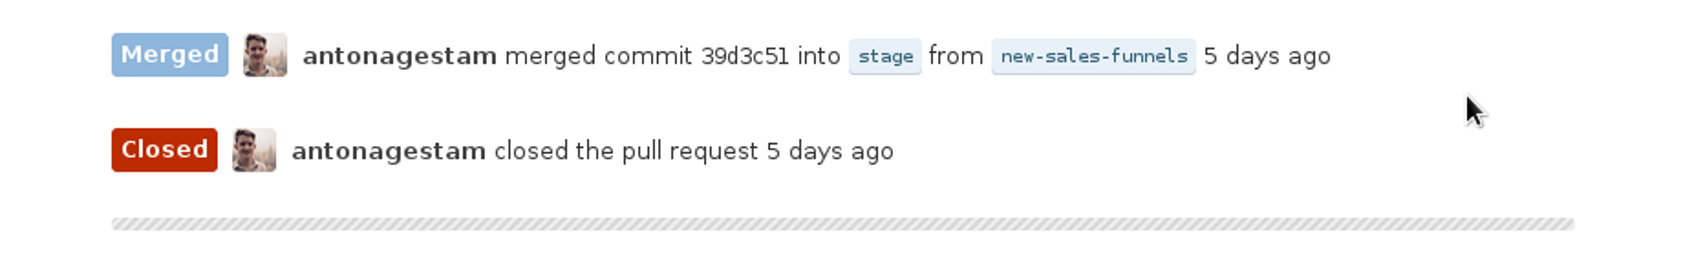 Merged antonagestam merged commit 39d3c51 into stage from new-sales-funnels 5 days ago
Closed antonagestam closed the pull request 5 days ago